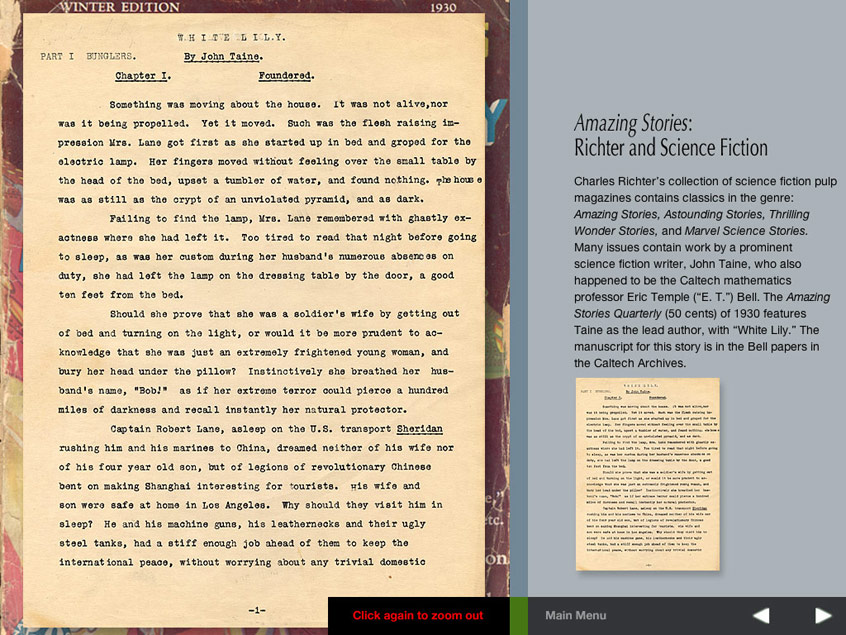 WINTER EDITION 1930
WHITE LILY.
PART I BUNGLERS. By John Taine.
Chapter I. Foundered.
Something was moving about the house. It was not alive,nor
was it being propelled. Yet it moved. Such was the flesh raising im-
pression Mrs. Lane got first as she started up in bed and groped for the
electric lamp. Her fingers moved without feeling over the small table by
the head of the bed, upset a tumbler of water, and found nothing. The house
was as still as the crypt of an unviolated pyramid, and as dark.
Failing to find the lamp, Mrs. Lane remembered with ghastly ex-
actness where she had left it. Too tired to read that night before going
to sleep, as was her custom during her husband's numerous absences on
duty, she had left the lamp on the dressing table by the door, a good
ten feet from the bed.
Should she prove that she was a soldier's wife by getting out
of bed and turning on the light, or would it be more prudent to ac-
knowledge that she was just an extremely frightened young woman, and
bury her head under the pillow? Instinctively she breathed her hus-
band's name, "Bob!" as if her extreme terror could pierce a hundred
miles of darkness and recall instantly her natural protector.
Captain Robert Lane, asleep on the U.S. transport Sheridan
rushing him and his marines to China, dreamed neither of his wife nor
of his four year old son, but of legions of revolutionary Chinese
bent on making Shanghai interesting for tourists. His wife and
son were safe at home in Los Angeles. Why should they visit him in
sleep? He and his machine guns, his leathernecks and their ugly
steel tanks, had a stiff enough job ahead of them to keep the
international peace, without worrying about any trivial domestic
-1-
etc.
on
Click again to zoom out
Amazing Stories:
Richter and Science Fiction
Charles Richter's collection of science fiction pulp
magazines contains classics in the genre:
Amazing Stories, Astounding Stories, Thrilling
Wonder Stories, and Marvel Science Stories.
Many issues contain work by a prominent
science fiction writer, John Taine, who also
happened to be the Caltech mathematics
professor Eric Temple ("E. T.") Bell. The Amazing
Stories Quarterly (50 cents) of 1930 features
Taine as the lead author, with "White Lily." The
manuscript for this story is in the Bell papers in
the Caltech Archives.
Main Menu